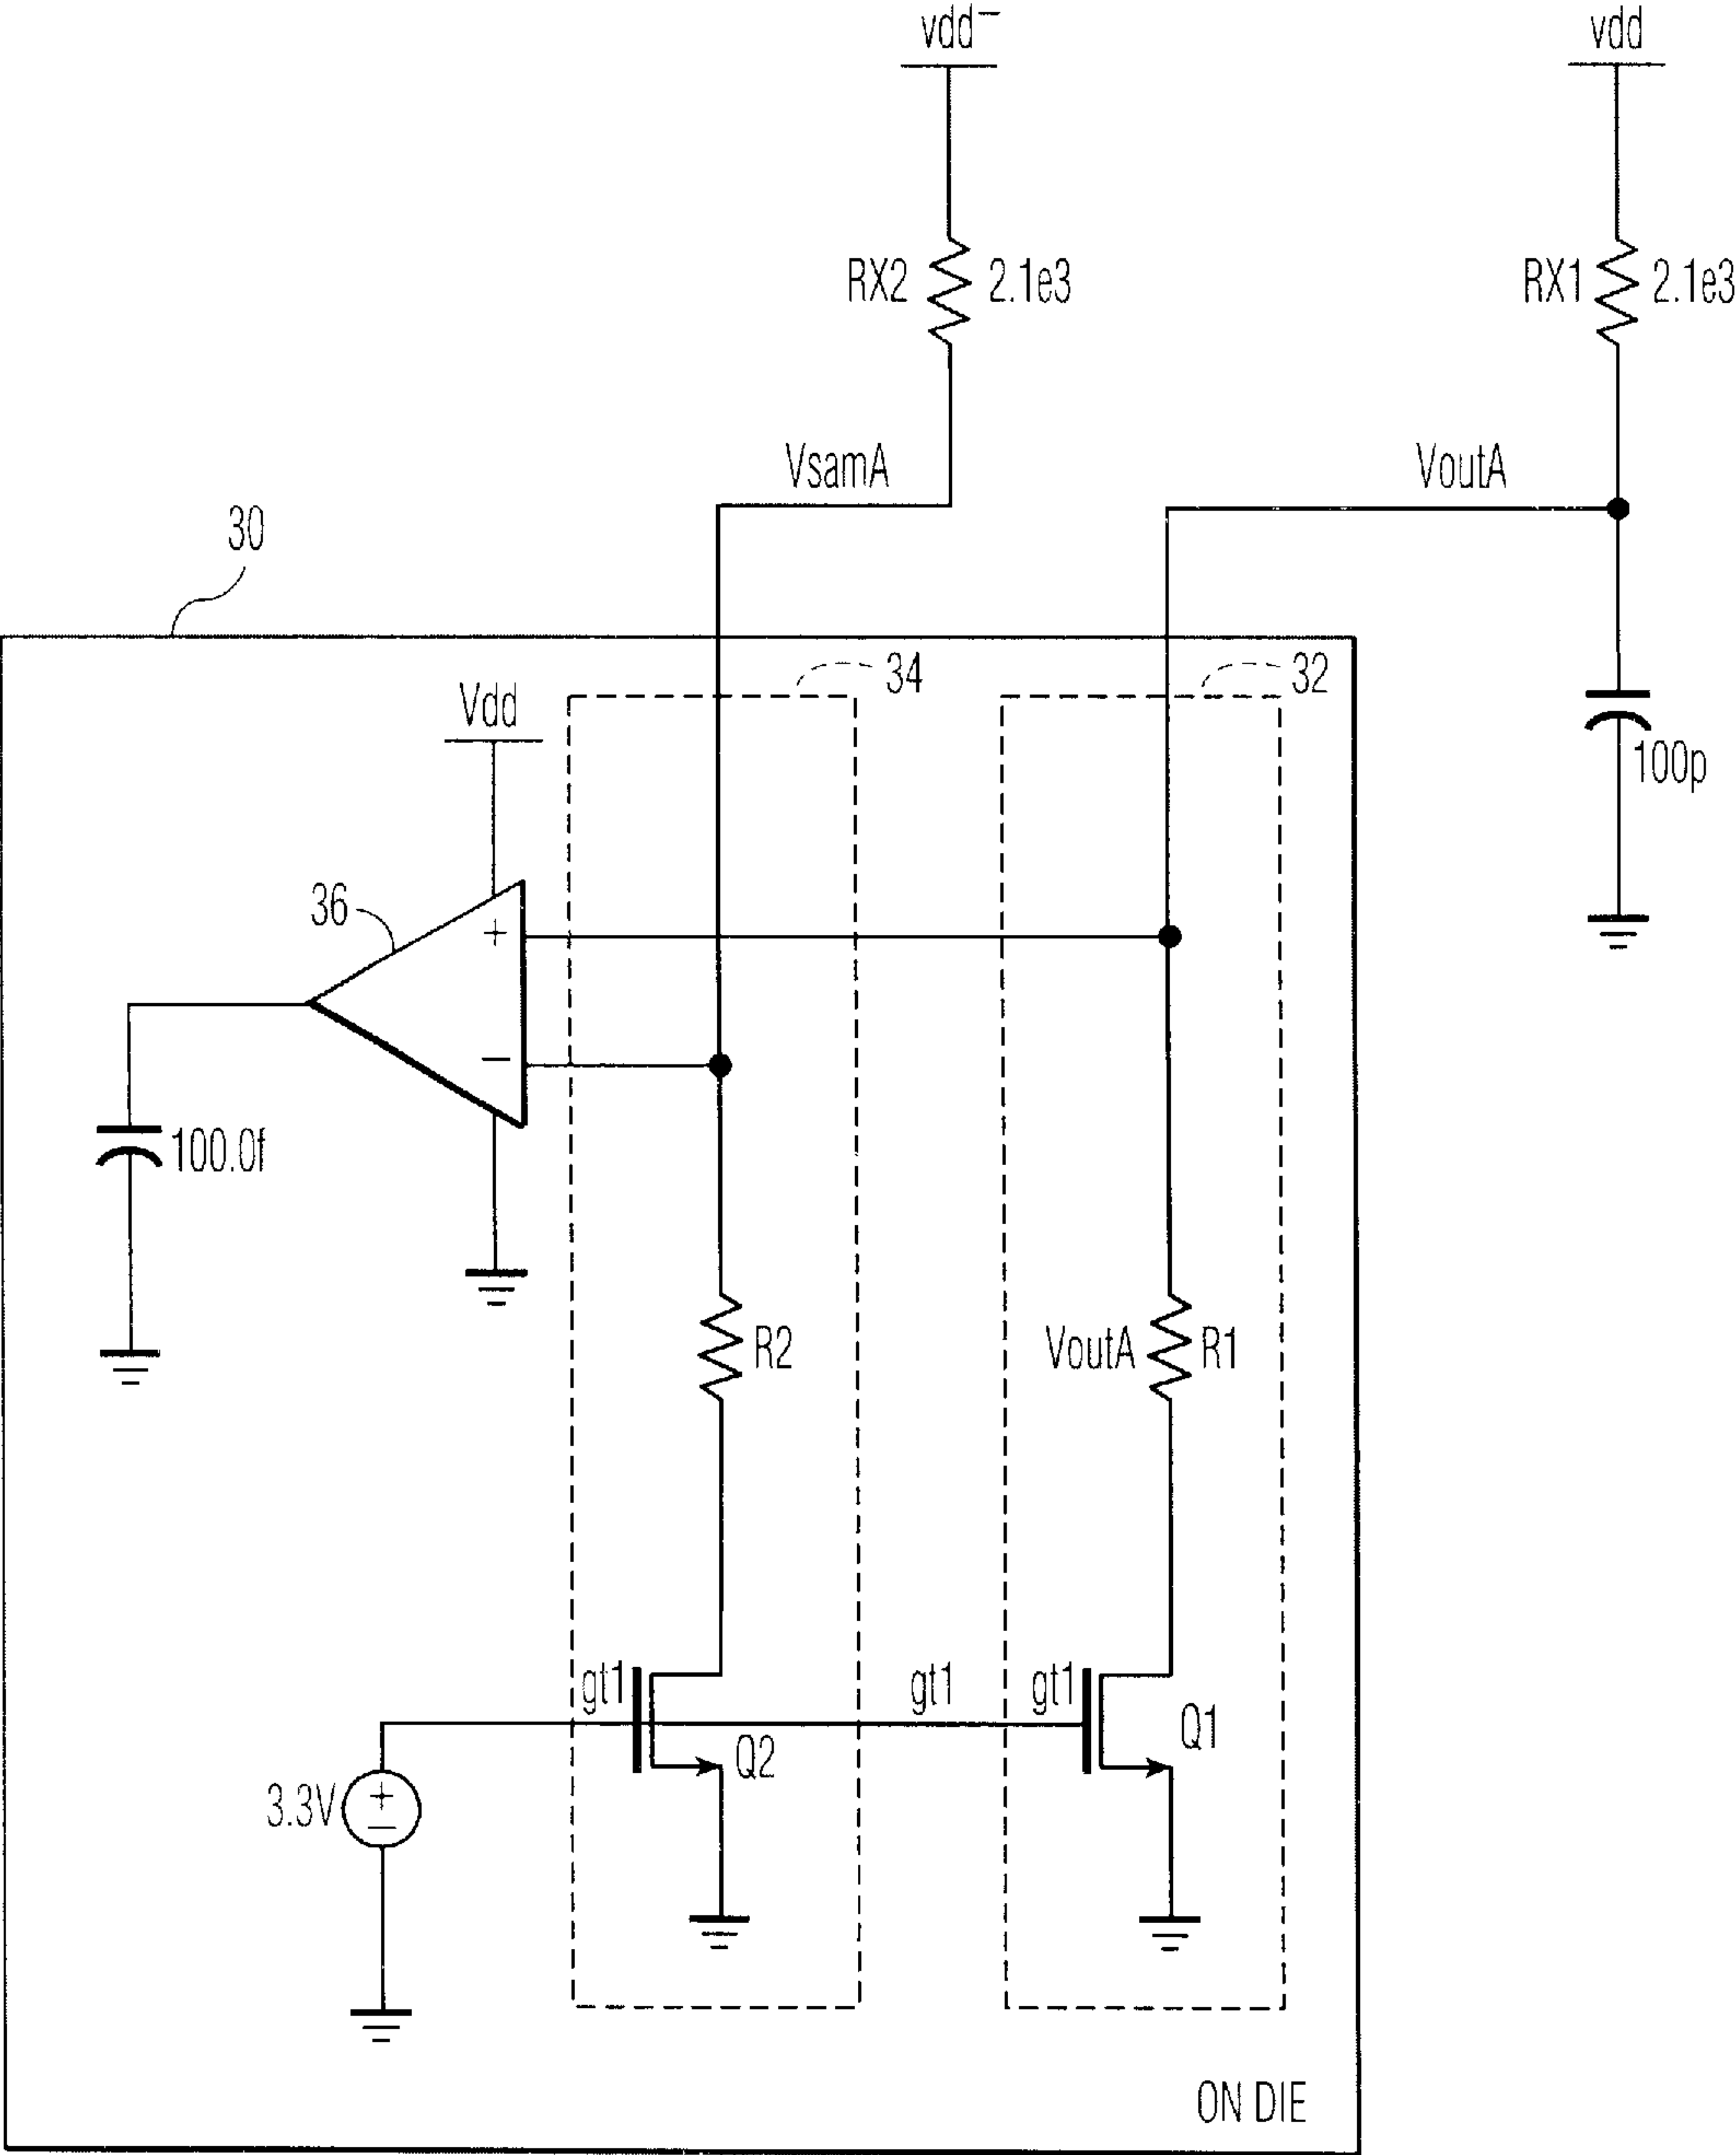 vdd‾
vdd
RX2
2.1e3
RX1
2.1e3
VsamA
VoutA
30
34
32
Vdd
100p
36
+
−
100.0f
R2
VoutA
R1
gt1
gt1
gt1
Q1
Q2
3.3V
+
−
ON DIE